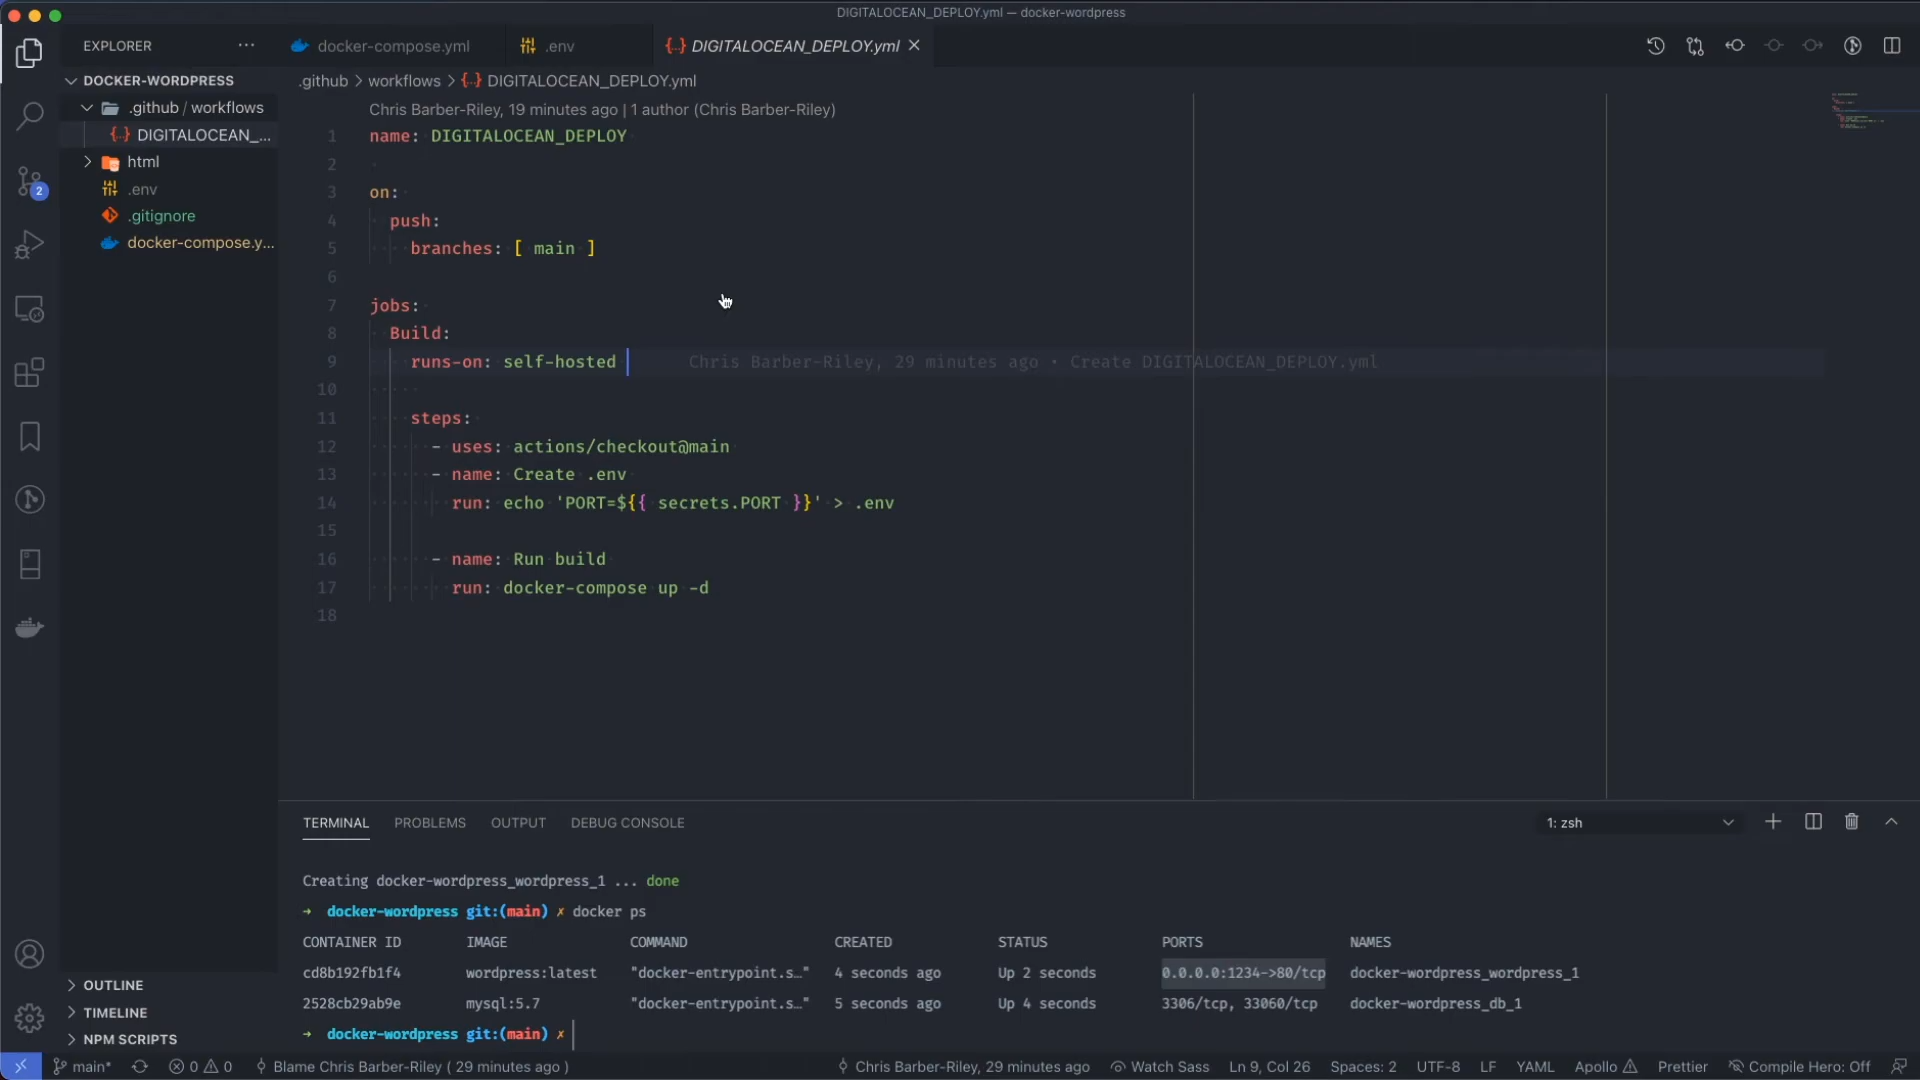 DIGITALOCEAN_DEPLOY.yml — docker-wordpress
EXPLORER ···
docker-compose.yml
.env
{..} DIGITALOCEAN_DEPLOY.yml
DOCKER-WORDPRESS
.github / workflows
{..} DIGITALOCEAN_...
html
.env
.gitignore
docker-compose.y...
2
.github > workflows > {..} DIGITALOCEAN_DEPLOY.yml
Chris Barber-Riley, 19 minutes ago | 1 author (Chris Barber-Riley)
1 name: DIGITALOCEAN_DEPLOY
2
3 on:
4 push:
5 branches: [ main ]
6
7 jobs:
8 Build:
9 runs-on: self-hosted Chris Barber-Riley, 29 minutes ago • Create DIGITALOCEAN_DEPLOY.yml
10
11 steps:
12 - uses: actions/checkout@main
13 - name: Create .env
14 run: echo 'PORT=${{ secrets.PORT }}' > .env
15
16 - name: Run build
17 run: docker-compose up -d
18
TERMINAL PROBLEMS OUTPUT DEBUG CONSOLE
1: zsh
Creating docker-wordpress_wordpress_1 ... done
→ docker-wordpress git:(main) ✗ docker ps
CONTAINER ID IMAGE COMMAND CREATED STATUS PORTS NAMES
cd8b192fb1f4 wordpress:latest "docker-entrypoint.s…" 4 seconds ago Up 2 seconds 0.0.0.0:1234->80/tcp docker-wordpress_wordpress_1
2528cb29ab9e mysql:5.7 "docker-entrypoint.s…" 5 seconds ago Up 4 seconds 3306/tcp, 33060/tcp docker-wordpress_db_1
→ docker-wordpress git:(main) ✗
OUTLINE
TIMELINE
NPM SCRIPTS
main* 0 0 Blame Chris Barber-Riley ( 29 minutes ago ) Chris Barber-Riley, 29 minutes ago Watch Sass Ln 9, Col 26 Spaces: 2 UTF-8 LF YAML Apollo Prettier Compile Hero: Off